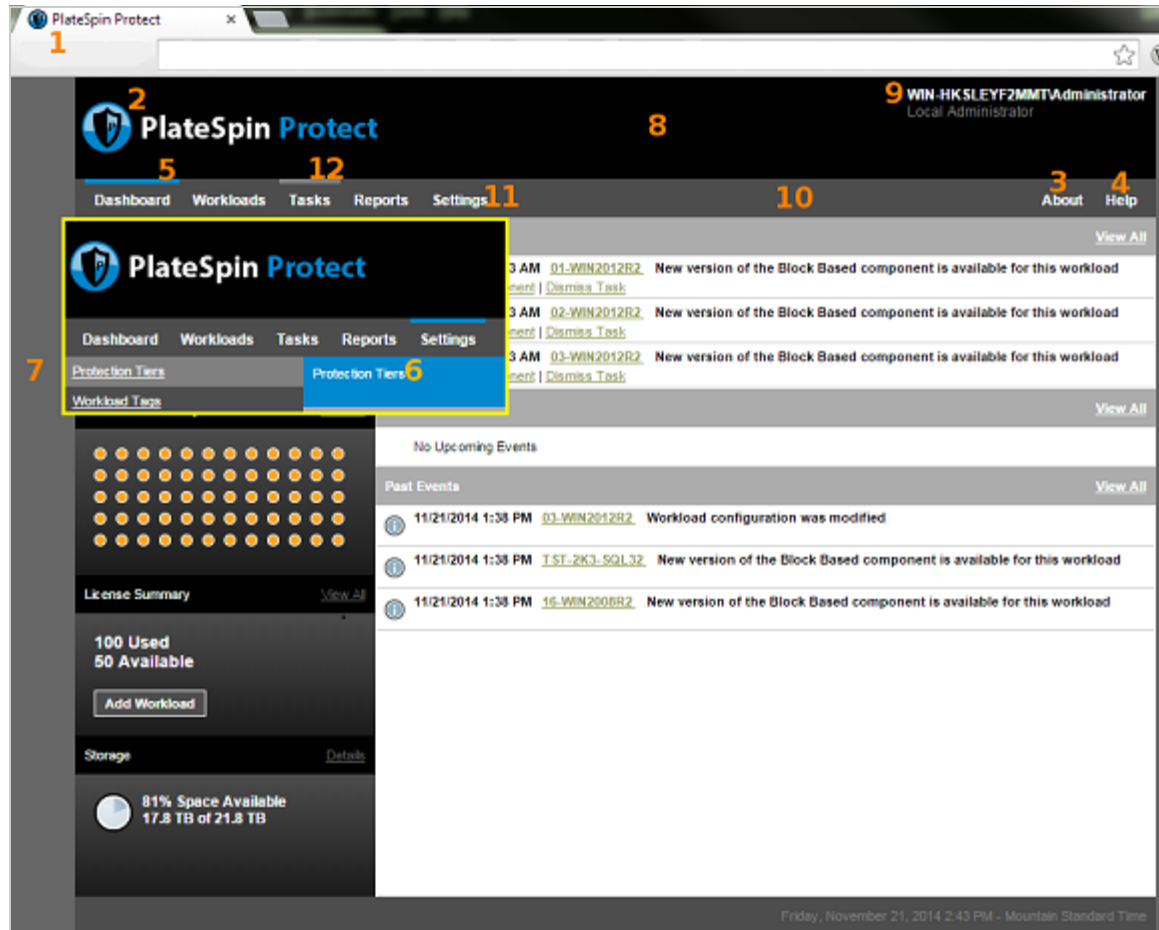 PlateSpin Protect ×
1
2
9 WIN-HKSLEYF2MMT\Administrator
Local Administrator
PlateSpin Protect
8
5
12
3
4
Dashboard Workloads Tasks Reports Settings 11 10 About Help
View All
PlateSpin Protect
3 AM 01-WIN2012R2 New version of the Block Based component is available for this workload
nent | Dismiss Task
3 AM 02-WIN2012R2 New version of the Block Based component is available for this workload
nent | Dismiss Task
Dashboard Workloads Tasks Reports Settings
3 AM 03-WIN2012R2 New version of the Block Based component is available for this workload
nent | Dismiss Task
7 Protection Tiers Protection Tiers 6
Workload Tags
View All
No Upcoming Events
Past Events View All
11/21/2014 1:38 PM 03-WIN2012R2 Workload configuration was modified
11/21/2014 1:38 PM TST-2K3-SQL32 New version of the Block Based component is available for this workload
11/21/2014 1:38 PM 16-WIN2008R2 New version of the Block Based component is available for this workload
License Summary View All
100 Used
50 Available
Add Workload
Storage Details
81% Space Available
17.8 TB of 21.8 TB
Friday, November 21, 2014 2:43 PM - Mountain Standard Time